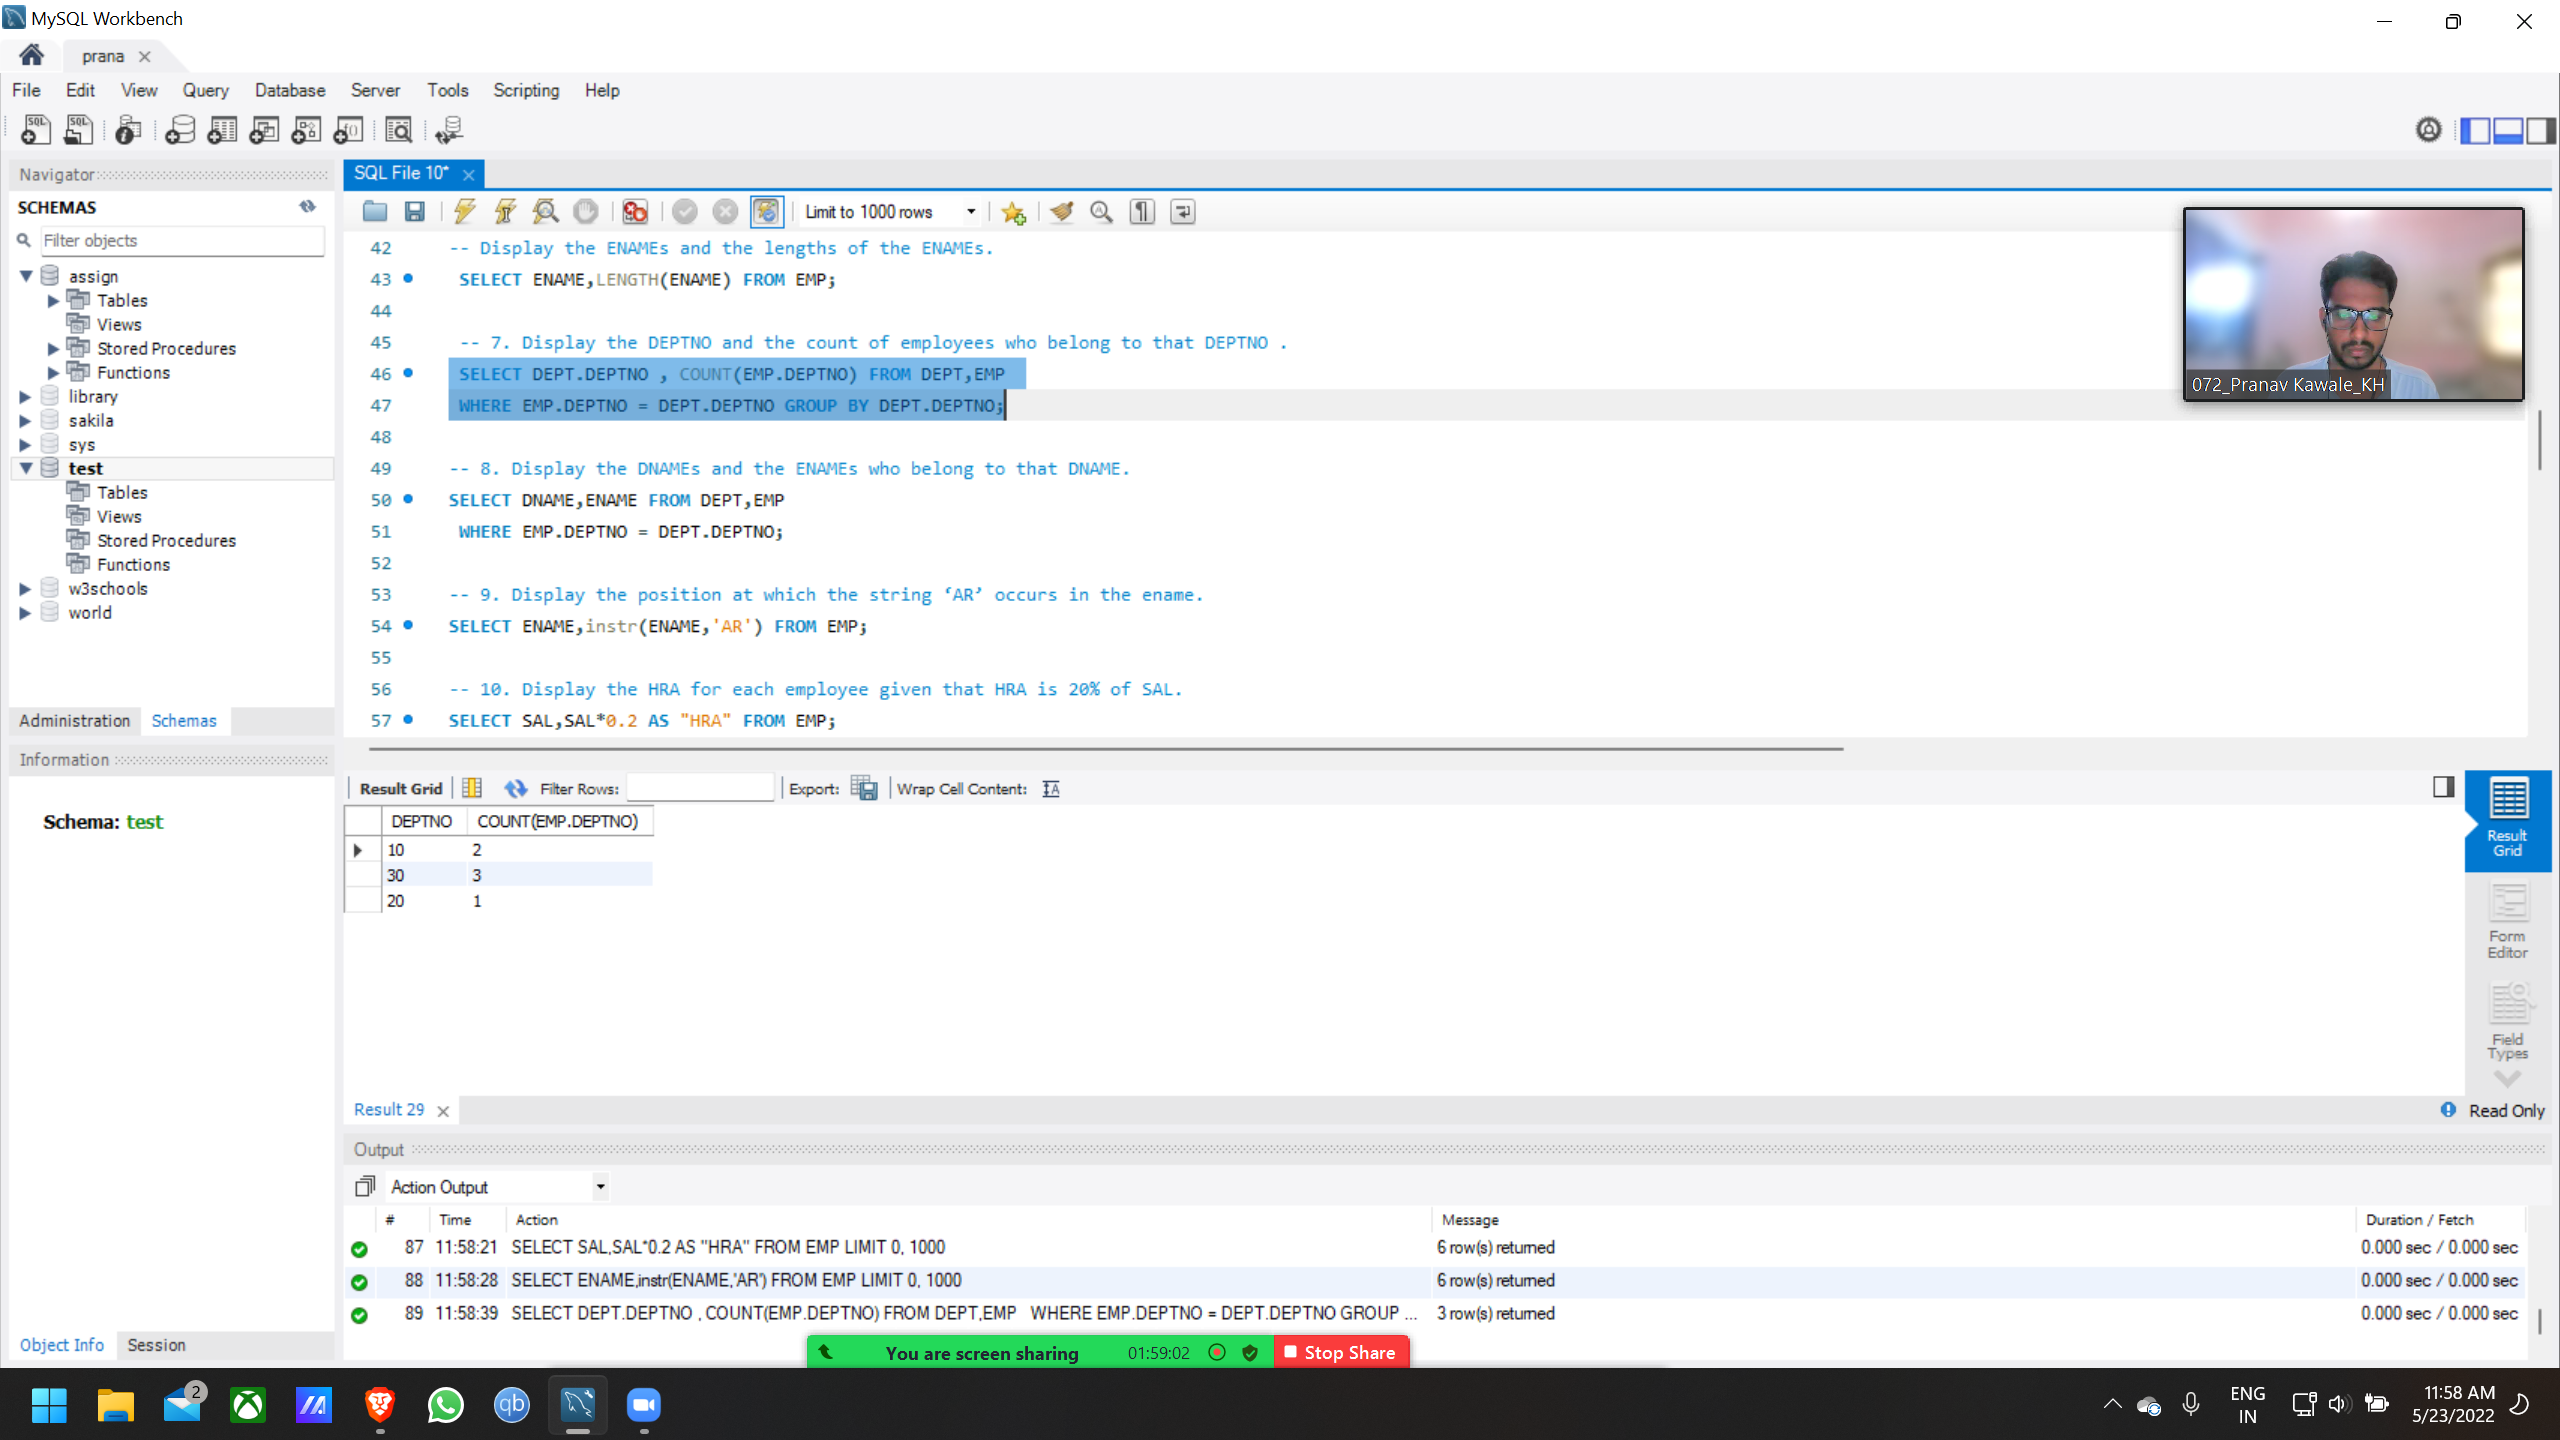 MySQL Workbench
prana
File Edit View Query Database Server Tools Scripting Help
Navigator
SCHEMAS
Filter objects
assign
Tables
Views
Stored Procedures
Functions
library
sakila
sys
test
Tables
Views
Stored Procedures
Functions
w3schools
world
Administration Schemas
Information
Schema: test
Object Info Session
SQL File 10*
Limit to 1000 rows
42 -- Display the ENAMEs and the lengths of the ENAMEs.
43 SELECT ENAME,LENGTH(ENAME) FROM EMP;
44
45 -- 7. Display the DEPTNO and the count of employees who belong to that DEPTNO .
46 SELECT DEPT.DEPTNO , COUNT(EMP.DEPTNO) FROM DEPT,EMP
47 WHERE EMP.DEPTNO = DEPT.DEPTNO GROUP BY DEPT.DEPTNO;
48
49 -- 8. Display the DNAMEs and the ENAMEs who belong to that DNAME.
50 SELECT DNAME,ENAME FROM DEPT,EMP
51 WHERE EMP.DEPTNO = DEPT.DEPTNO;
52
53 -- 9. Display the position at which the string ‘AR’ occurs in the ename.
54 SELECT ENAME,instr(ENAME,'AR') FROM EMP;
55
56 -- 10. Display the HRA for each employee given that HRA is 20% of SAL.
57 SELECT SAL,SAL*0.2 AS "HRA" FROM EMP;
072_Pranav Kawale_KH
Result Grid Filter Rows: Export: Wrap Cell Content:
DEPTNO COUNT(EMP.DEPTNO)
10 2
30 3
20 1
Result
Grid
Form
Editor
Field
Types
Result 29
Read Only
Output
Action Output
# Time Action Message Duration / Fetch
87 11:58:21 SELECT SAL,SAL*0.2 AS "HRA" FROM EMP LIMIT 0, 1000 6 row(s) returned 0.000 sec / 0.000 sec
88 11:58:28 SELECT ENAME,instr(ENAME,'AR') FROM EMP LIMIT 0, 1000 6 row(s) returned 0.000 sec / 0.000 sec
89 11:58:39 SELECT DEPT.DEPTNO , COUNT(EMP.DEPTNO) FROM DEPT,EMP WHERE EMP.DEPTNO = DEPT.DEPTNO GROUP ... 3 row(s) returned 0.000 sec / 0.000 sec
You are screen sharing 01:59:02 Stop Share
2
qb
ENG
IN
11:58 AM
5/23/2022